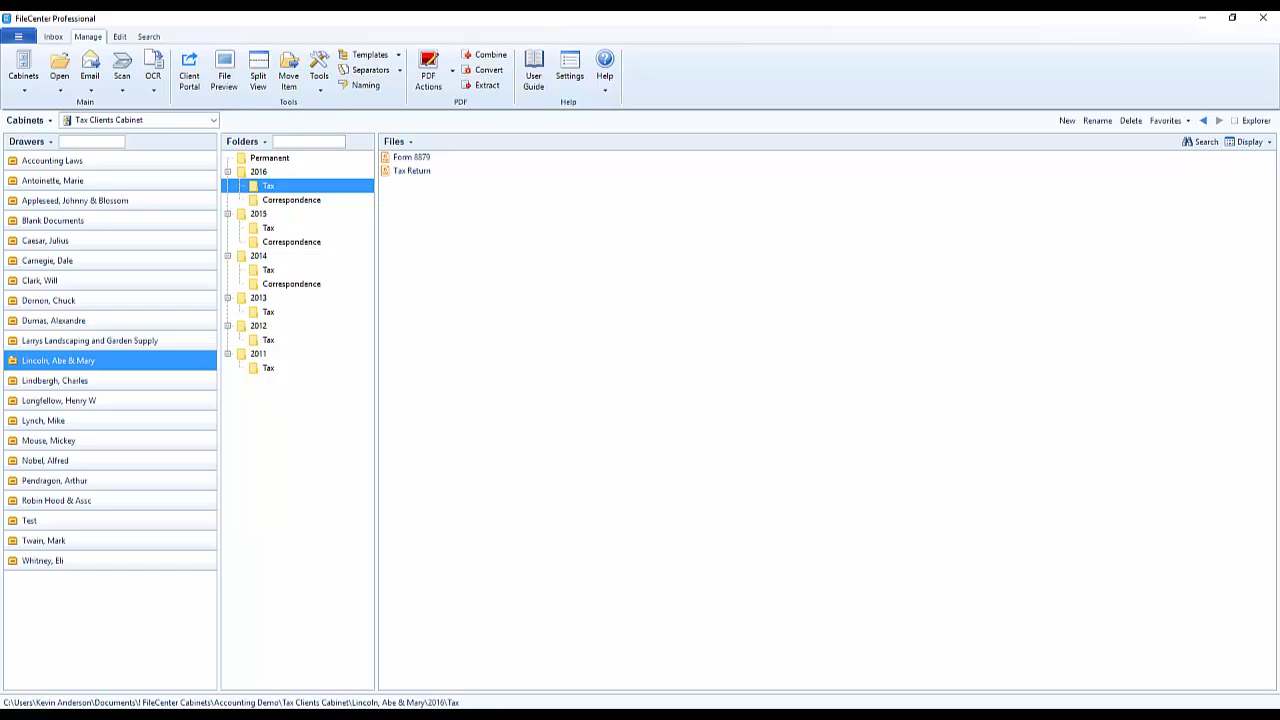 FileCenter Professional
Inbox Manage Edit Search
Cabinets Open Email Scan OCR
Main
Client Portal File Preview Split View Move Item Tools
Templates
Separators
Naming
Tools
PDF Actions
Combine
Convert
Extract
PDF
User Guide Settings Help
Help
Cabinets Tax Clients Cabinet New Rename Delete Favorites Explorer
Drawers Folders Files Search Display
Accounting Laws
Antoinette, Marie
Appleseed, Johnny & Blossom
Blank Documents
Caesar, Julius
Carnegie, Dale
Clark, Will
Domon, Chuck
Dumas, Alexandre
Larrys Landscaping and Garden Supply
Lincoln, Abe & Mary
Lindbergh, Charles
Longfellow, Henry W
Lynch, Mike
Mouse, Mickey
Nobel, Alfred
Pendragon, Arthur
Robin Hood & Assc
Test
Twain, Mark
Whitney, Eli
Permanent
2016
Tax
Correspondence
2015
Tax
Correspondence
2014
Tax
Correspondence
2013
Tax
2012
Tax
2011
Tax
Form 8879
Tax Return
C:\Users\Kevin Anderson\Documents\! FileCenter Cabinets\Accounting Demo\Tax Clients Cabinet\Lincoln, Abe & Mary\2016\Tax